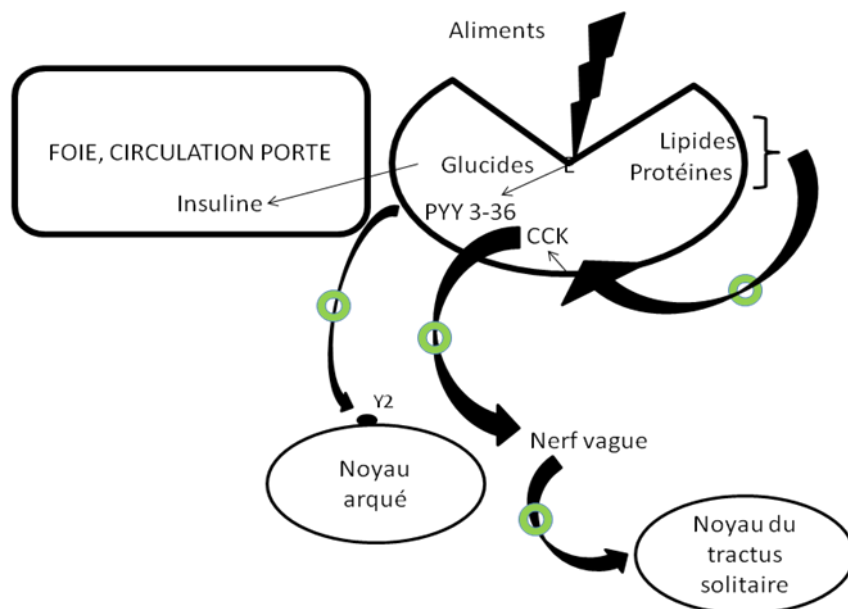 Aliments
FOIE, CIRCULATION PORTE
Insuline
Glucides
E
Lipides
Protéines
PYY 3-36
CCK
Y2
Noyau
arqué
Nerf vague
Noyau du
tractus
solitaire